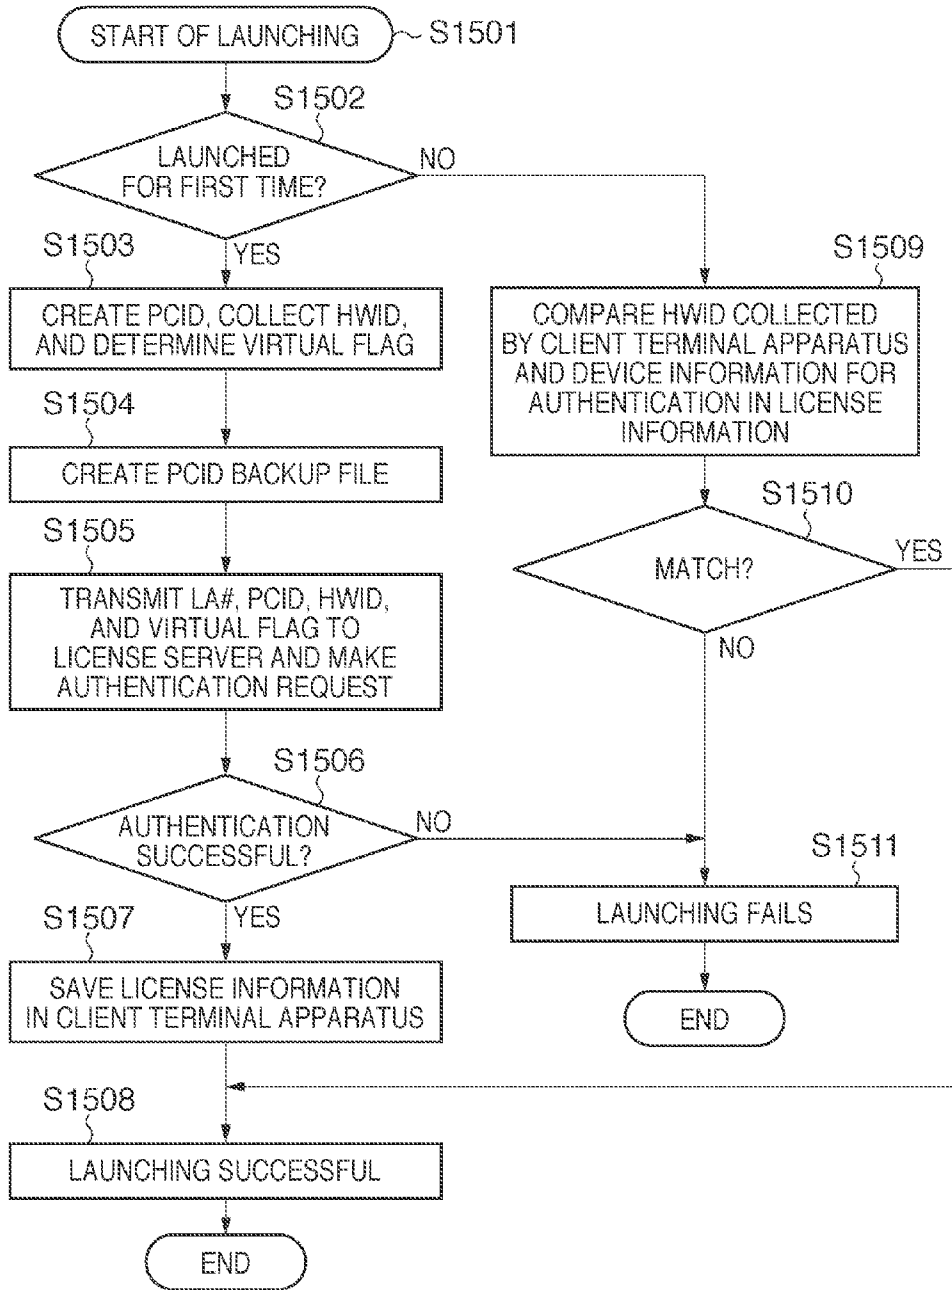 START OF LAUNCHING
S1501
S1502
LAUNCHED
FOR FIRST TIME?
NO
YES
S1503
CREATE PCID, COLLECT HWID,
AND DETERMINE VIRTUAL FLAG
S1504
CREATE PCID BACKUP FILE
S1505
TRANSMIT LA#, PCID, HWID,
AND VIRTUAL FLAG TO
LICENSE SERVER AND MAKE
AUTHENTICATION REQUEST
S1506
AUTHENTICATION
SUCCESSFUL?
NO
YES
S1507
SAVE LICENSE INFORMATION
IN CLIENT TERMINAL APPARATUS
S1508
LAUNCHING SUCCESSFUL
END
S1509
COMPARE HWID COLLECTED
BY CLIENT TERMINAL APPARATUS
AND DEVICE INFORMATION FOR
AUTHENTICATION IN LICENSE
INFORMATION
S1510
MATCH?
YES
NO
S1511
LAUNCHING FAILS
END